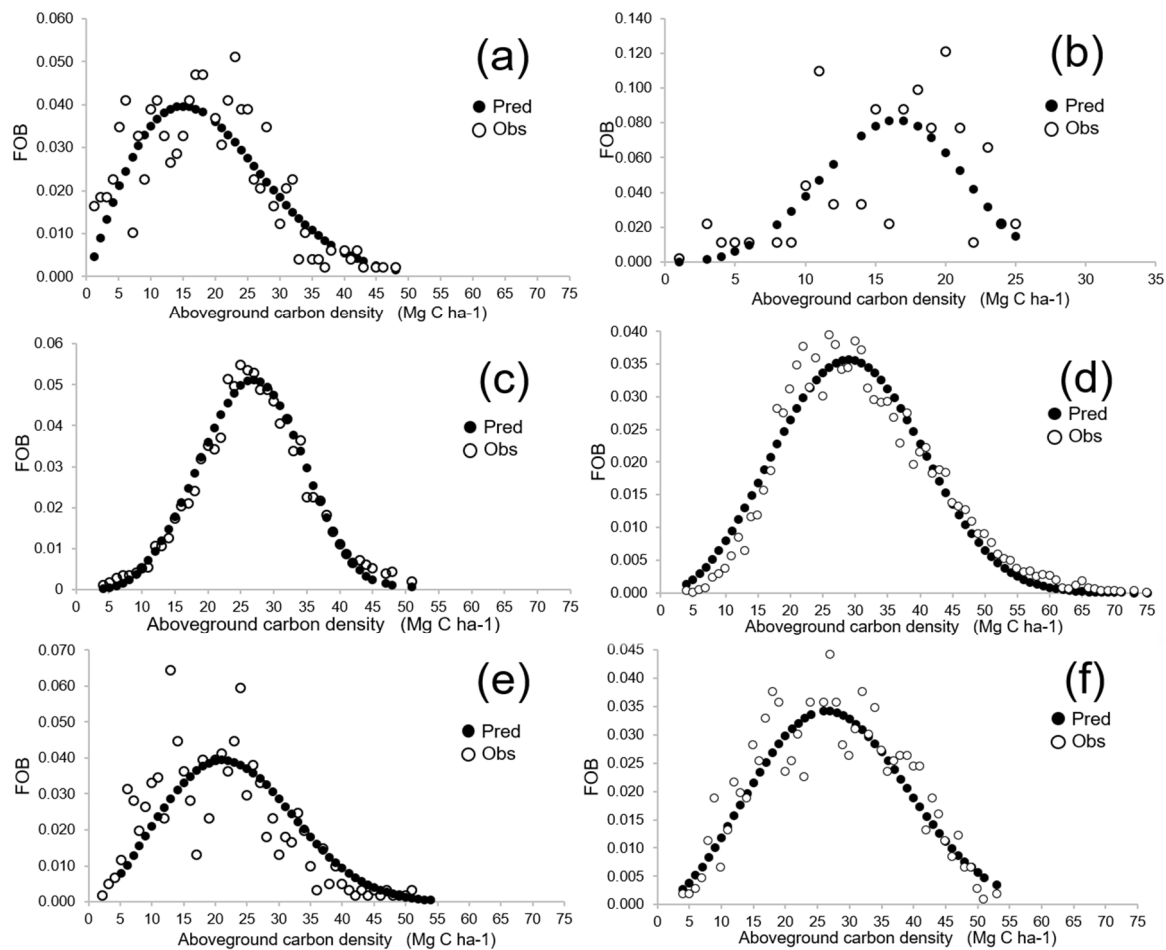 (a)
0.060
0.050
0.040
0.030
0.020
0.010
0.000
FOB
Pred
Obs
0 5 10 15 20 25 30 35 40 45 50 55 60 65 70 75
Aboveground carbon density (Mg C ha-1)
(b)
0.140
0.120
0.100
0.080
0.060
0.040
0.020
0.000
FOB
Pred
Obs
0 5 10 15 20 25 30 35
Aboveground carbon density (Mg C ha-1)
(c)
0.06
0.05
0.04
0.03
0.02
0.01
0
FOB
Pred
Obs
0 5 10 15 20 25 30 35 40 45 50 55 60 65 70 75
Aboveground carbon density (Mg C ha-1)
(d)
0.040
0.035
0.030
0.025
0.020
0.015
0.010
0.005
0.000
FOB
Pred
Obs
0 5 10 15 20 25 30 35 40 45 50 55 60 65 70 75
Aboveground carbon density (Mg C ha-1)
(e)
0.070
0.060
0.050
0.040
0.030
0.020
0.010
0.000
FOB
Pred
Obs
0 5 10 15 20 25 30 35 40 45 50 55 60 65 70 75
Aboveground carbon density (Mg C ha-1)
(f)
0.045
0.040
0.035
0.030
0.025
0.020
0.015
0.010
0.005
0.000
FOB
Pred
Obs
0 5 10 15 20 25 30 35 40 45 50 55 60 65 70 75
Aboveground carbon density (Mg C ha-1)